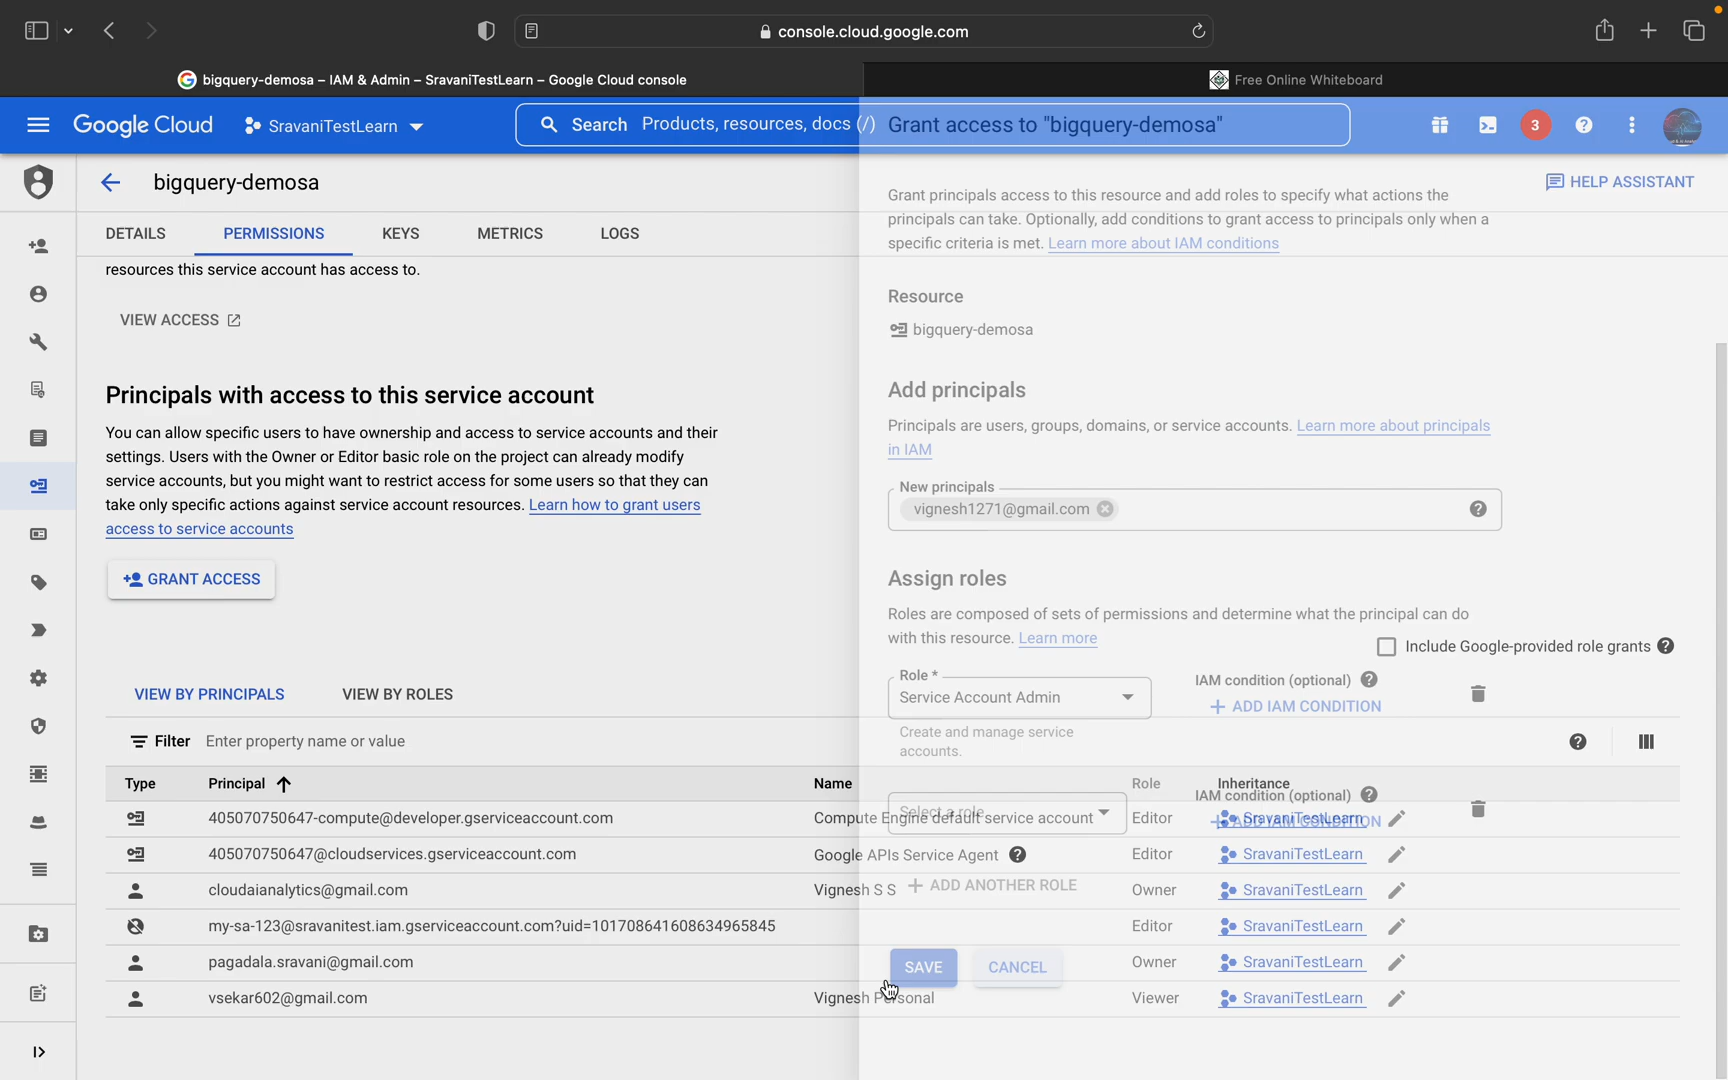 console.cloud.google.com
bigquery-demosa – IAM & Admin – SravaniTestLearn – Google Cloud console
Free Online Whiteboard
Google Cloud
SravaniTestLearn
Search Products, resources, docs (/)
Grant access to "bigquery-demosa"
3
bigquery-demosa
HELP ASSISTANT
DETAILS
PERMISSIONS
KEYS
METRICS
LOGS
resources this service account has access to.
VIEW ACCESS
Principals with access to this service account
You can allow specific users to have ownership and access to service accounts and their
settings. Users with the Owner or Editor basic role on the project can already modify
service accounts, but you might want to restrict access for some users so that they can
take only specific actions against service account resources. Learn how to grant users
access to service accounts
GRANT ACCESS
VIEW BY PRINCIPALS
VIEW BY ROLES
Filter Enter property name or value
Type Principal Name Role Inheritance
405070750647-compute@developer.gserviceaccount.com Compute Engine default service account Editor SravaniTestLearn
405070750647@cloudservices.gserviceaccount.com Google APIs Service Agent Editor SravaniTestLearn
cloudaianalytics@gmail.com Vignesh S S Owner SravaniTestLearn
my-sa-123@sravanitest.iam.gserviceaccount.com?uid=101708641608634965845 Editor SravaniTestLearn
pagadala.sravani@gmail.com Owner SravaniTestLearn
vsekar602@gmail.com Vignesh Personal Viewer SravaniTestLearn
Grant principals access to this resource and add roles to specify what actions the
principals can take. Optionally, add conditions to grant access to principals only when a
specific criteria is met. Learn more about IAM conditions
Resource
bigquery-demosa
Add principals
Principals are users, groups, domains, or service accounts. Learn more about principals
in IAM
New principals
vignesh1271@gmail.com
Assign roles
Roles are composed of sets of permissions and determine what the principal can do
with this resource. Learn more
Include Google-provided role grants
Role *
Service Account Admin
IAM condition (optional)
+ ADD IAM CONDITION
Create and manage service
accounts.
Select a role
IAM condition (optional)
+ ADD IAM CONDITION
+ ADD ANOTHER ROLE
SAVE
CANCEL